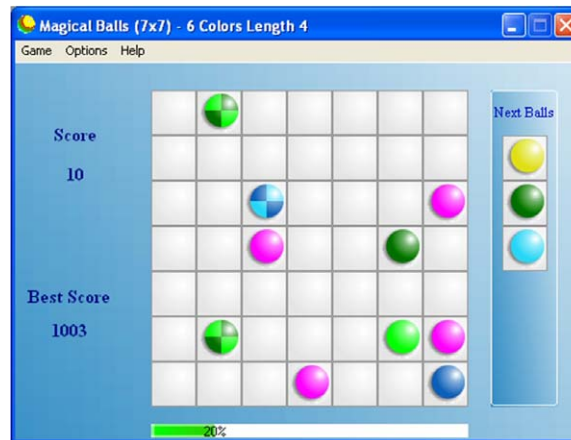 Magical Balls (7x7) - 6 Colors Length 4
Game Options Help
Next Balls
Score
10
Best Score
1003
20%